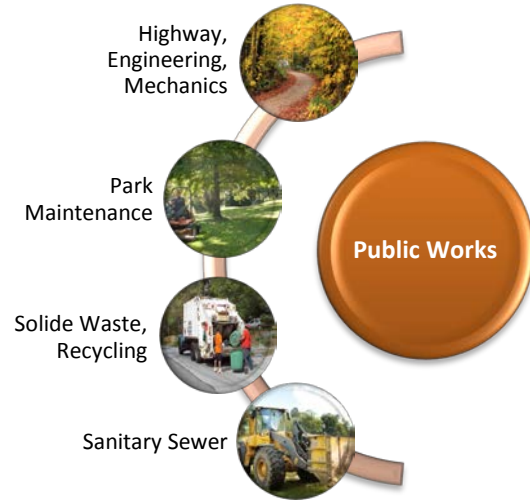 Highway,
Engineering,
Mechanics
Park
Maintenance
Public Works
Solide Waste,
Recycling
Sanitary Sewer